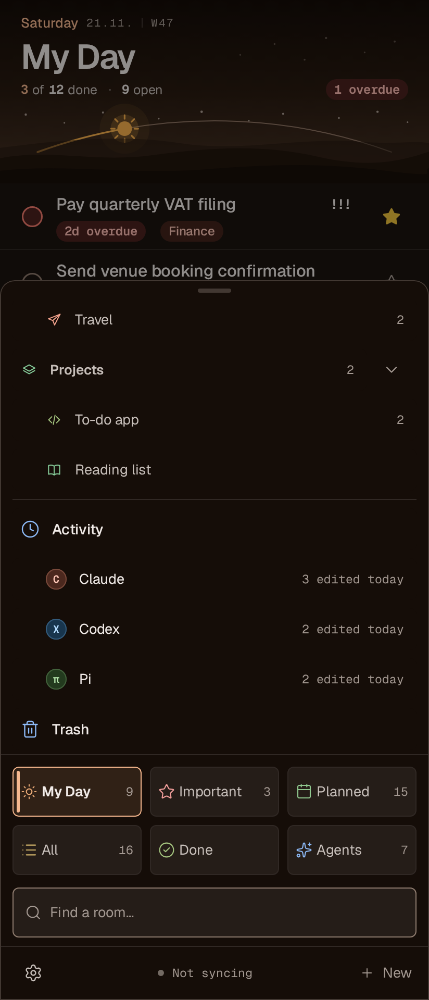 Saturday 21.11. | W47
My Day
3 of 12 done · 9 open
1 overdue
Pay quarterly VAT filing !!!
2d overdue Finance
Send venue booking confirmation
Travel 2
Projects 2
To-do app 2
Reading list
Activity
C Claude 3 edited today
X Codex 2 edited today
π Pi 2 edited today
Trash
My Day 9 Important 3 Planned 15
All 16 Done Agents 7
Find a room…
Not syncing + New